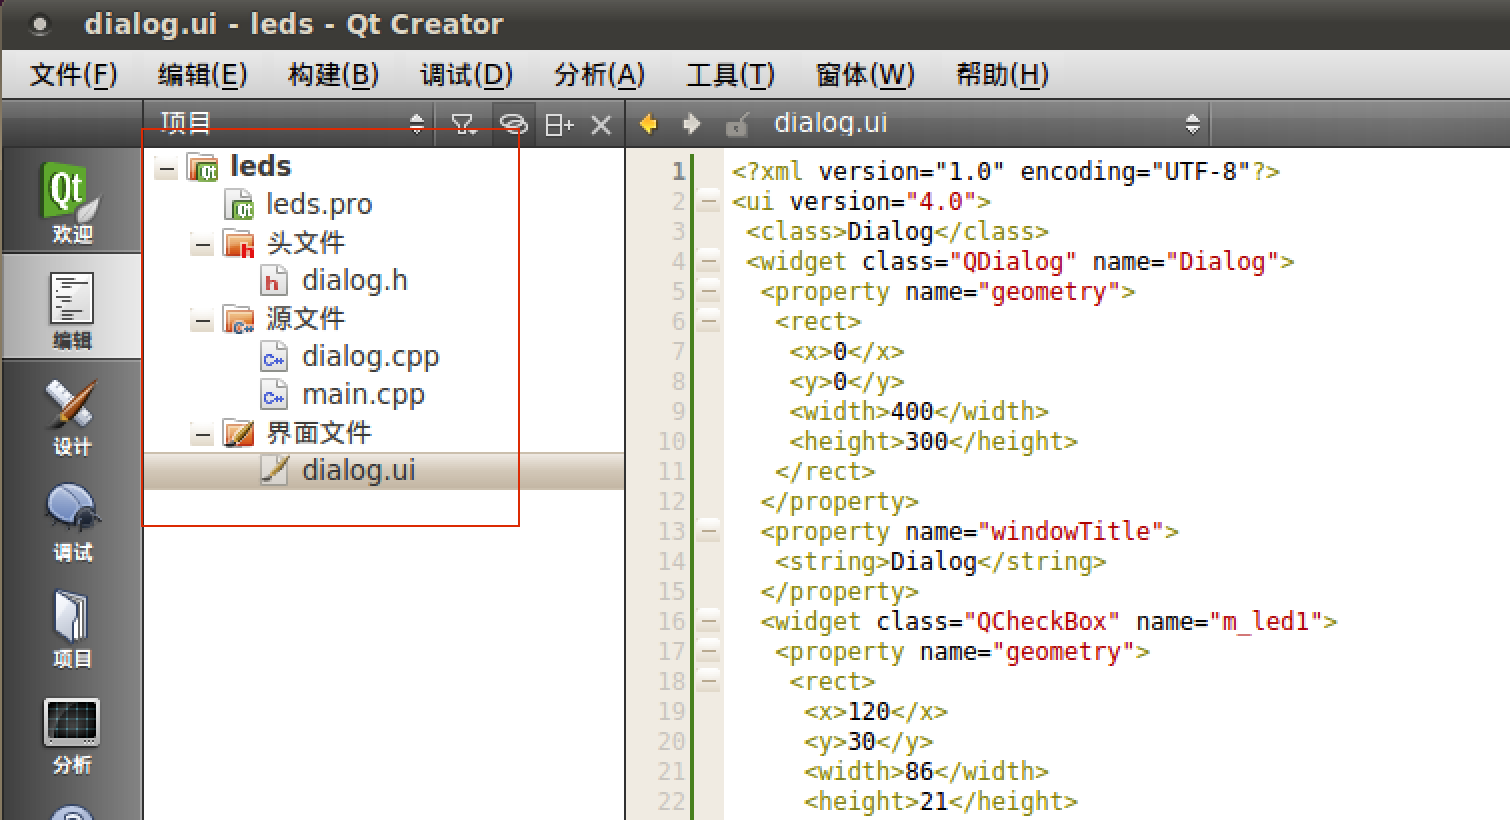 dialog.ui - leds - Qt Creator
文件(F) 编辑(E) 构建(B) 调试(D) 分析(A) 工具(T) 窗体(W) 帮助(H)
项目
dialog.ui
Qt
欢迎
编辑
设计
调试
项目
分析
leds
leds.pro
头文件
dialog.h
源文件
dialog.cpp
main.cpp
界面文件
dialog.ui
1 <?xml version="1.0" encoding="UTF-8"?>
2 <ui version="4.0">
3 <class>Dialog</class>
4 <widget class="QDialog" name="Dialog">
5 <property name="geometry">
6 <rect>
7 <x>0</x>
8 <y>0</y>
9 <width>400</width>
10 <height>300</height>
11 </rect>
12 </property>
13 <property name="windowTitle">
14 <string>Dialog</string>
15 </property>
16 <widget class="QCheckBox" name="m_led1">
17 <property name="geometry">
18 <rect>
19 <x>120</x>
20 <y>30</y>
21 <width>86</width>
22 <height>21</height>